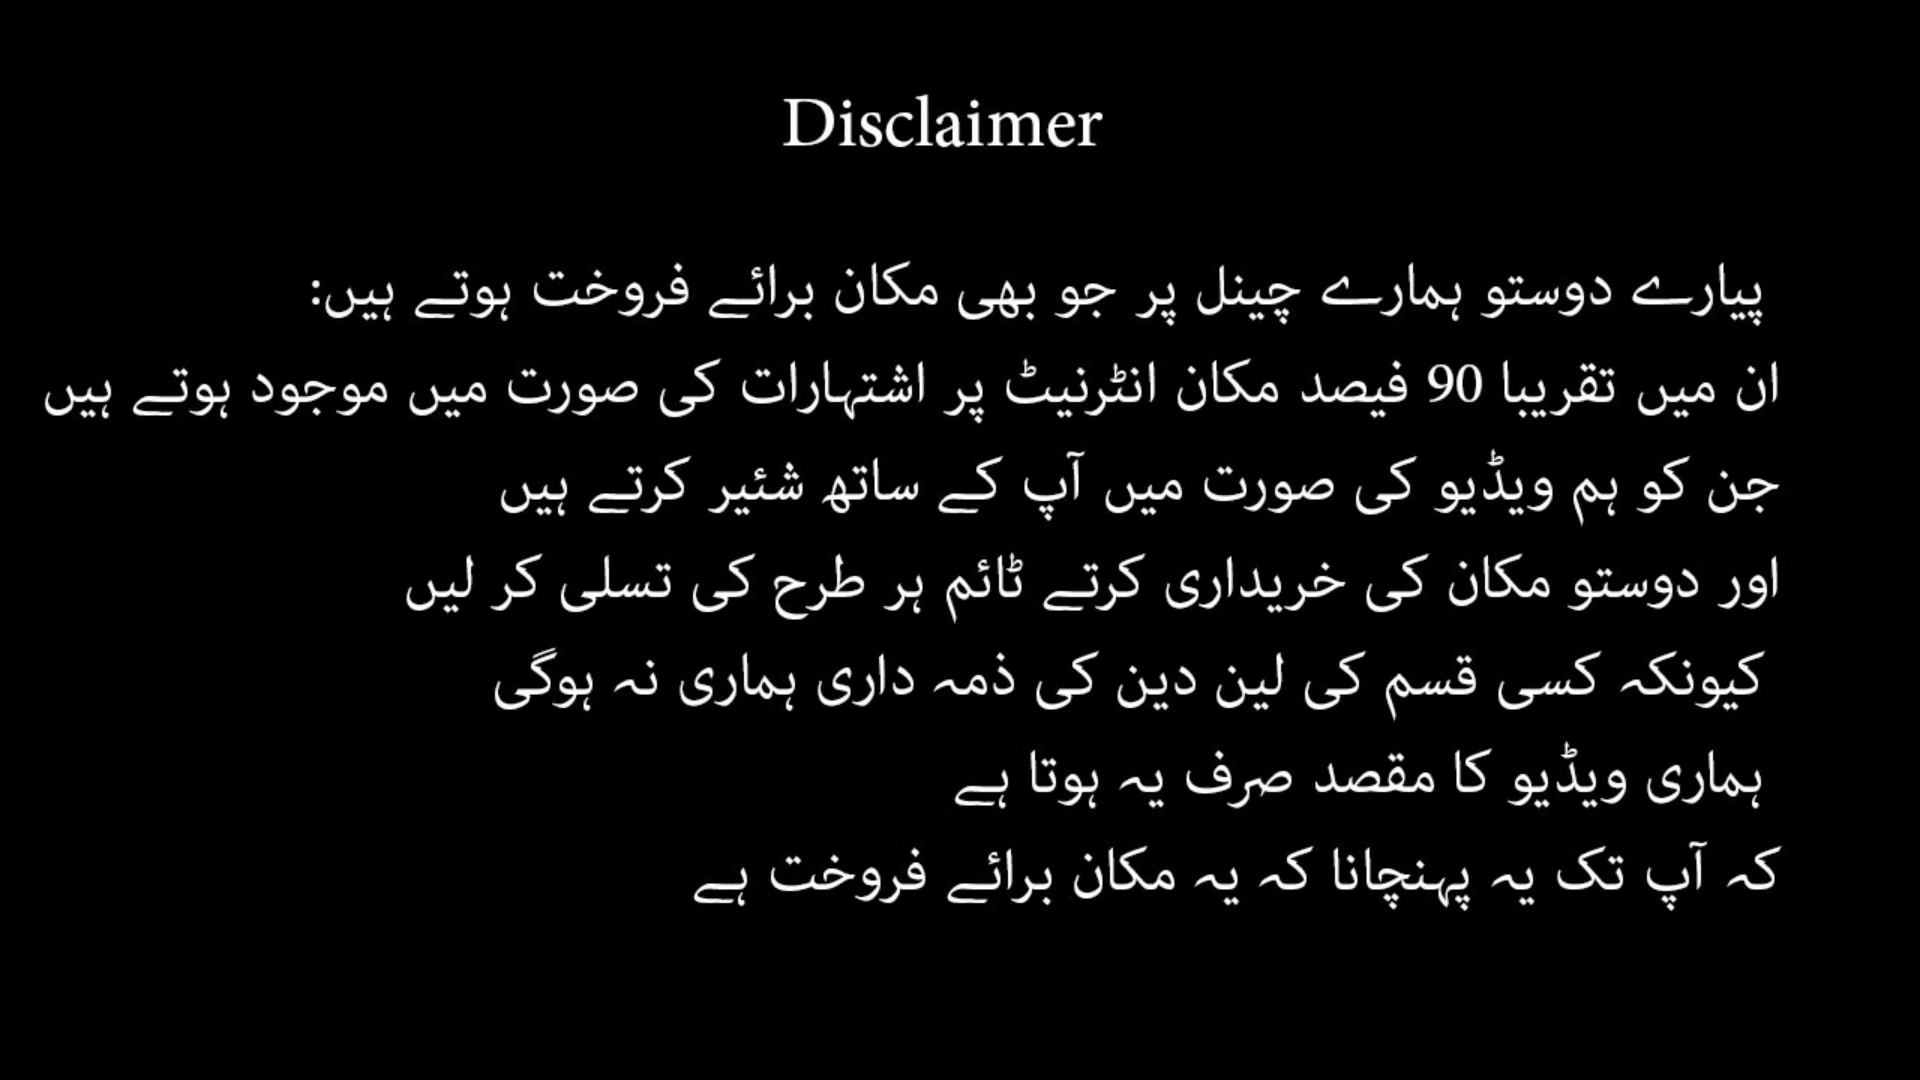 Disclaimer
پیارے دوستو ہمارے چینل پر جو بھی مکان برائے فروخت ہوتے ہیں:
ان میں تقریبا 90 فیصد مکان انٹرنیٹ پر اشتہارات کی صورت میں موجود ہوتے ہیں
جن کو ہم ویڈیو کی صورت میں آپ کے ساتھ شئیر کرتے ہیں
اور دوستو مکان کی خریداری کرتے ٹائم ہر طرح کی تسلی کر لیں
کیونکہ کسی قسم کی لین دین کی ذمہ داری ہماری نہ ہوگی
ہماری ویڈیو کا مقصد صرف یہ ہوتا ہے
کہ آپ تک یہ پہنچانا کہ یہ مکان برائے فروخت ہے